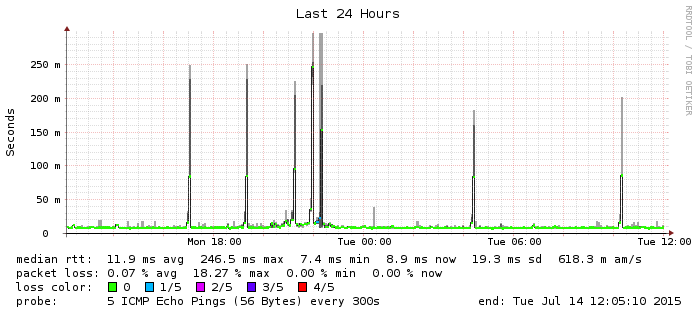 Last 24 Hours
RRDTOOL / TOBI OETIKER
Seconds
250 m
200 m
150 m
100 m
50 m
0
Mon 18:00 Tue 00:00 Tue 06:00 Tue 12:00
median rtt: 11.9 ms avg 246.5 ms max 7.4 ms min 8.9 ms now 19.3 ms sd 618.3 m am/s
packet loss: 0.07 % avg 18.27 % max 0.00 % min 0.00 % now
loss color: 0 1/5 2/5 3/5 4/5
probe: 5 ICMP Echo Pings (56 Bytes) every 300s end: Tue Jul 14 12:05:10 2015